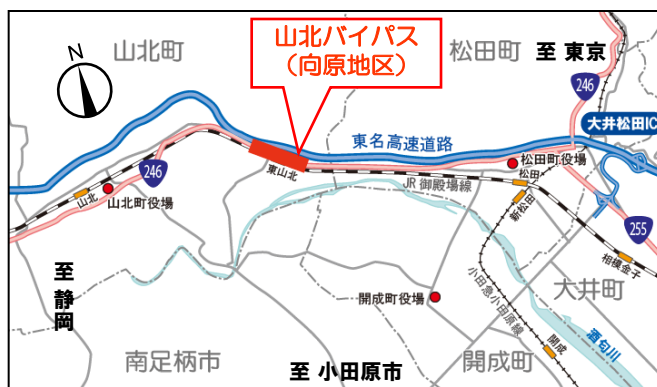 山北町
N
山北バイパス
（向原地区）
松田町
至 東京
246
大井松田IC
東名高速道路
松田町役場
松田
東山北
JR 御殿場線
246
山北
山北町役場
新松田
255
相模金子
至 静岡
開成町役場
小田急小田原線
大井町
酒匂川
開成
南足柄市
至 小田原市
開成町